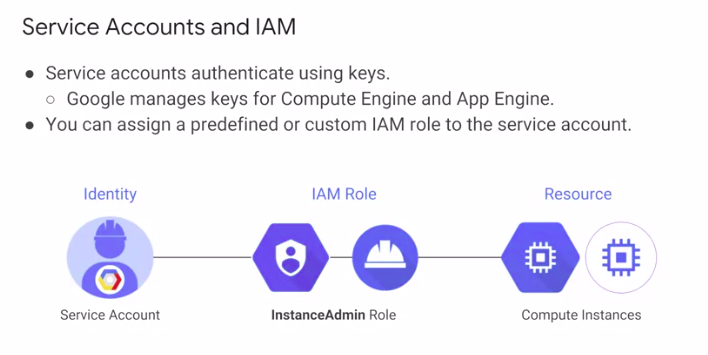 Service Accounts and IAM
● Service accounts authenticate using keys.
○ Google manages keys for Compute Engine and App Engine.
● You can assign a predefined or custom IAM role to the service account.
Identity IAM Role Resource
Service Account InstanceAdmin Role Compute Instances